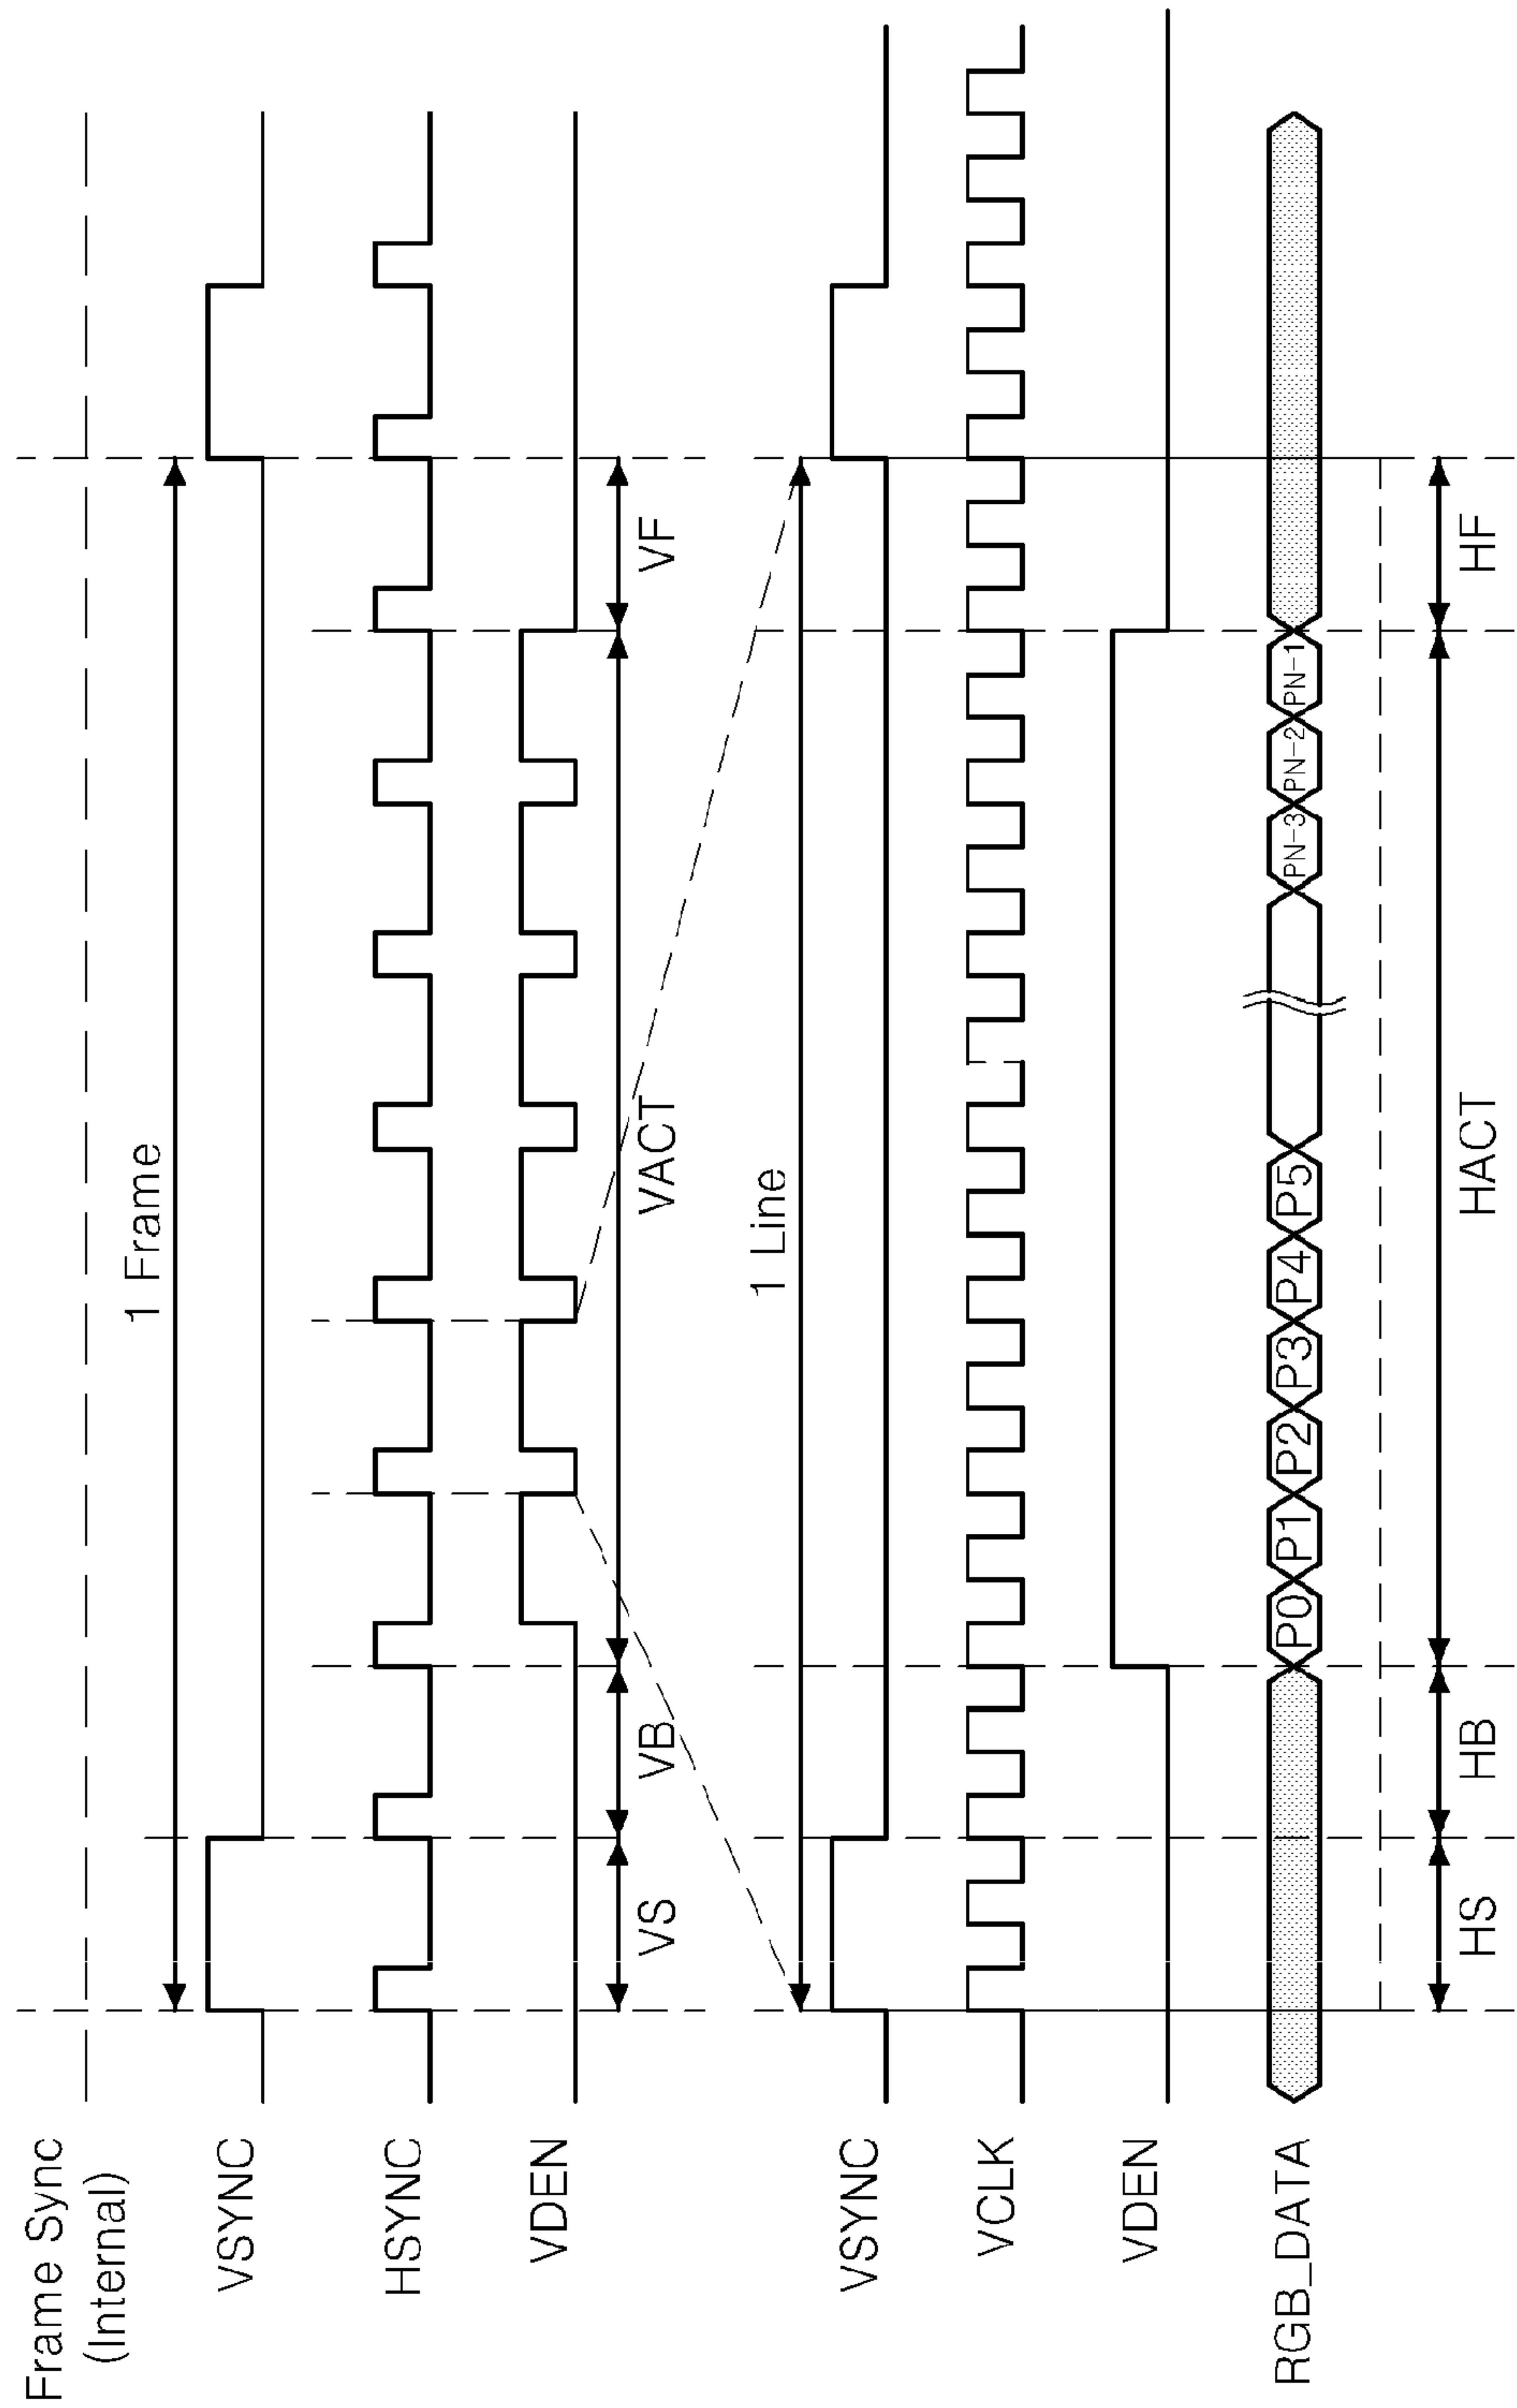 Frame Sync
(Internal)
1 Frame
VSYNC
HSYNC
VDEN
VS
VB
VACT
VF
1 Line
VSYNC
VCLK
VDEN
RGB_DATA
P0
P1
P2
P3
P4
P5
PN-3
PN-2
PN-1
HS
HB
HACT
HF